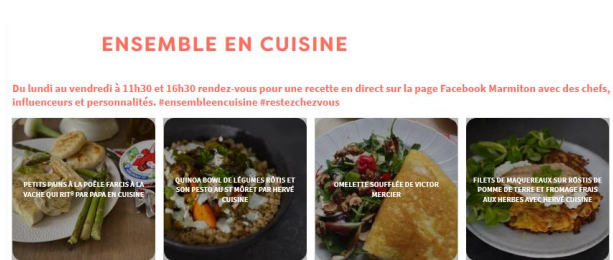 ENSEMBLE EN CUISINE
Du lundi au vendredi à 11h30 et 16h30 rendez-vous pour une recette en direct sur la page Facebook Marmiton avec des chefs,
influenceurs et personnalités. #ensembleencuisine #restezchezvous
PETITS PAINS À LA POÊLE FARCIS À LA
VACHE QUI RIT® PAR PAPA EN CUISINE
QUINOA BOWL DE LÉGUMES RÔTIS ET
SON PESTO AU ST MÔRET PAR HERVÉ
CUISINE
OMELETTE SOUFFLÉE DE VICTOR
MERCIER
FILETS DE MAQUEREAUX SUR RÖSTIS DE
POMME DE TERRE ET FROMAGE FRAIS
AUX HERBES AVEC HERVÉ CUISINE